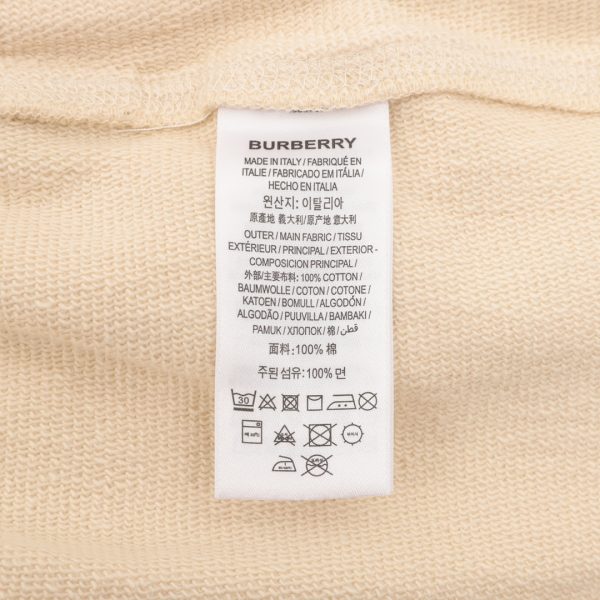 BURBERRY
MADE IN ITALY / FABRIQUÉ EN
ITALIE / FABRICADO EM ITÁLIA /
HECHO EN ITALIA
원산지: 이탈리아
原產地 義大利/原产地 意大利
OUTER / MAIN FABRIC / TISSU
EXTÉRIEUR / PRINCIPAL / EXTERIOR -
COMPOSICION PRINCIPAL /
外部/主要布料: 100% COTTON /
BAUMWOLLE / COTON / COTONE /
KATOEN / BOMULL / ALGODÓN /
ALGODÃO / PUUVILLA / BAMBAKI /
PAMUK / ХЛОПОК / 棉 / قطن
面料:100% 棉
주된 섬유: 100% 면
30